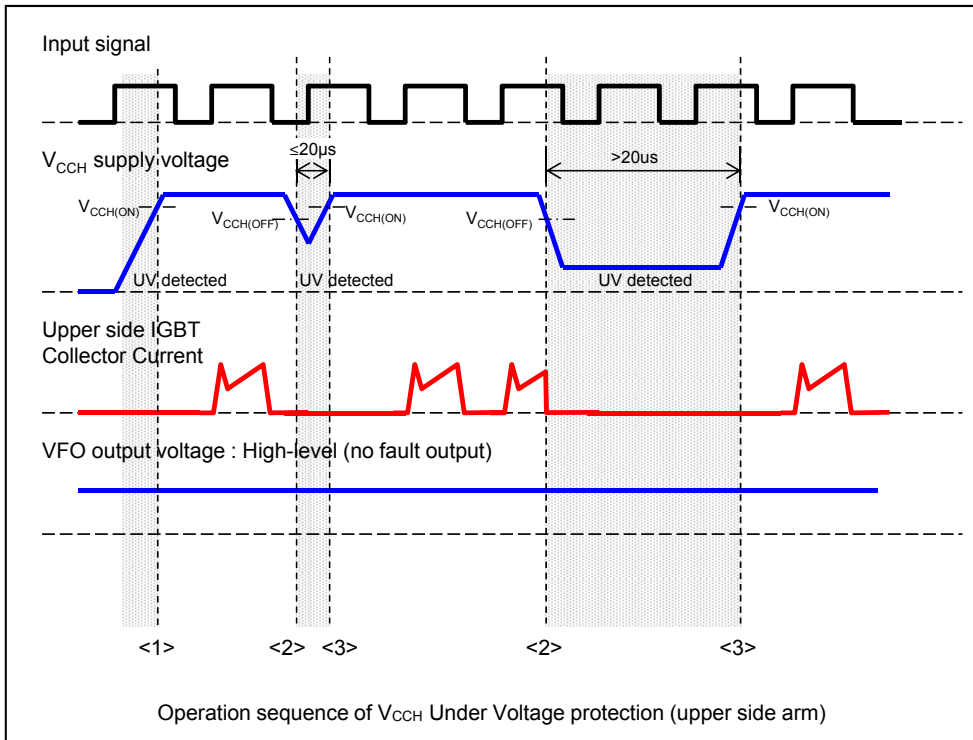 Input signal
VCCH supply voltage
≤20µs
>20us
VCCH(ON)
VCCH(OFF)
VCCH(ON)
VCCH(OFF)
VCCH(ON)
UV detected
UV detected
UV detected
Upper side IGBT
Collector Current
VFO output voltage : High-level (no fault output)
<1>
<2>
<3>
<2>
<3>
Operation sequence of VCCH Under Voltage protection (upper side arm)